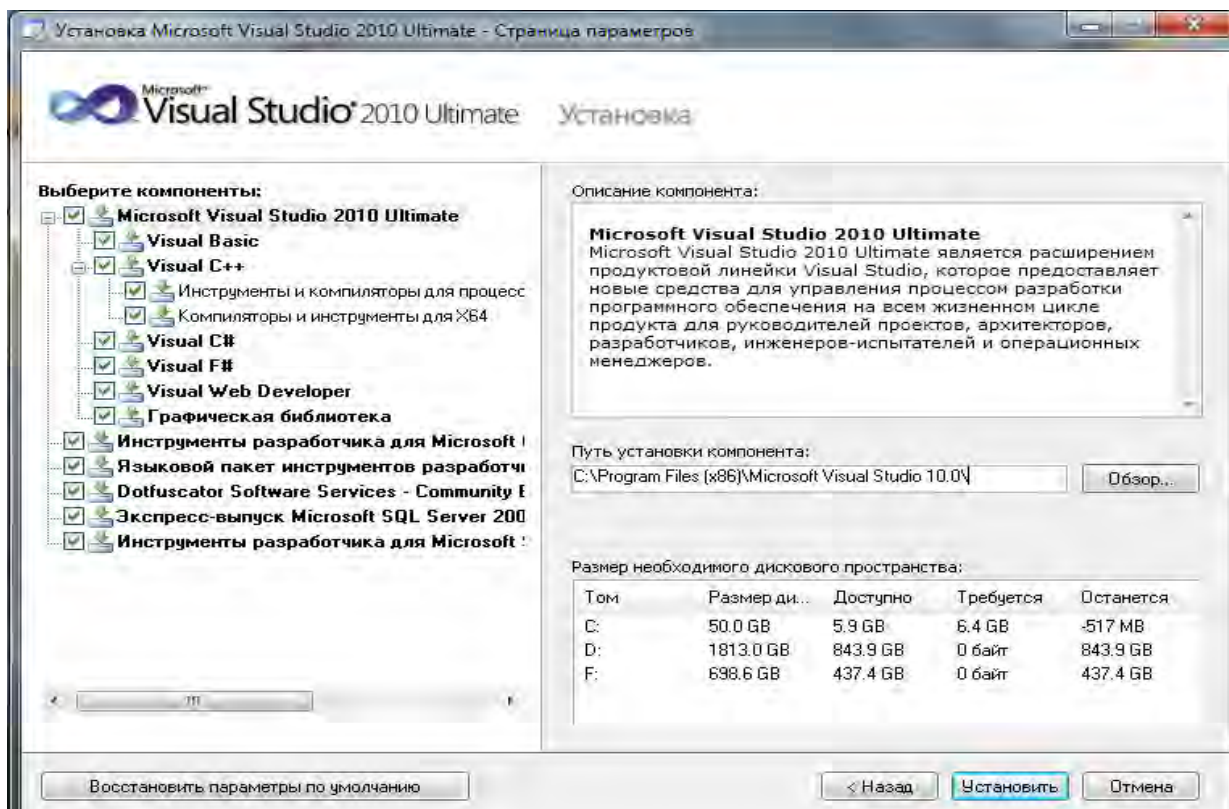 Установка Microsoft Visual Studio 2010 Ultimate - Страница параметров
Microsoft®
Visual Studio® 2010 Ultimate Установка
Выберите компоненты:
Microsoft Visual Studio 2010 Ultimate
Visual Basic
Visual C++
Инструменты и компиляторы для процесс
Компиляторы и инструменты для X64
Visual C#
Visual F#
Visual Web Developer
Графическая библиотека
Инструменты разработчика для Microsoft
Языковой пакет инструментов разработчи
Dotfuscator Software Services - Community E
Экспресс-выпуск Microsoft SQL Server 200
Инструменты разработчика для Microsoft
Описание компонента:
Microsoft Visual Studio 2010 Ultimate
Microsoft Visual Studio 2010 Ultimate является расширением
продуктовой линейки Visual Studio, которое предоставляет
новые средства для управления процессом разработки
программного обеспечения на всем жизненном цикле
продукта для руководителей проектов, архитекторов,
разработчиков, инженеров-испытателей и операционных
менеджеров.
Путь установки компонента:
C:\Program Files (x86)\Microsoft Visual Studio 10.0\
Обзор...
Размер необходимого дискового пространства:
Том Размер ди... Доступно Требуется Останется
C: 50.0 GB 5.9 GB 6.4 GB -517 MB
D: 1813.0 GB 843.9 GB 0 байт 843.9 GB
F: 698.6 GB 437.4 GB 0 байт 437.4 GB
Восстановить параметры по умолчанию
< Назад Установить Отмена